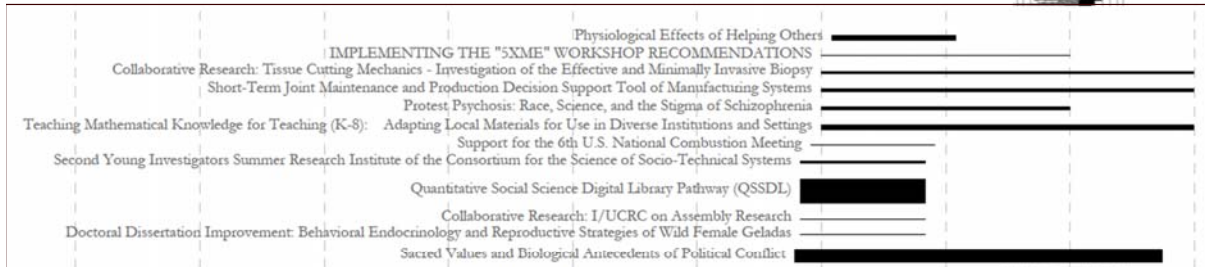 Physiological Effects of Helping Others
IMPLEMENTING THE "5XME" WORKSHOP RECOMMENDATIONS
Collaborative Research: Tissue Cutting Mechanics - Investigation of the Effective and Minimally Invasive Biopsy
Short-Term Joint Maintenance and Production Decision Support Tool of Manufacturing Systems
Protest Psychosis: Race, Science, and the Stigma of Schizophrenia
Teaching Mathematical Knowledge for Teaching (K-8): Adapting Local Materials for Use in Diverse Institutions and Settings
Support for the 6th U.S. National Combustion Meeting
Second Young Investigators Summer Research Institute of the Consortium for the Science of Socio-Technical Systems
Quantitative Social Science Digital Library Pathway (QSSDL)
Collaborative Research: I/UCRC on Assembly Research
Doctoral Dissertation Improvement: Behavioral Endocrinology and Reproductive Strategies of Wild Female Geladas
Sacred Values and Biological Antecedents of Political Conflict